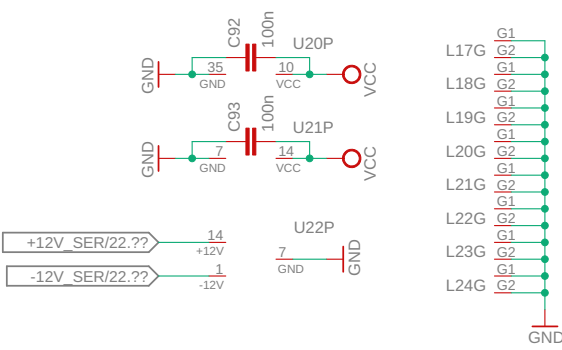 C92
100n
U20P
GND
35
GND
10
VCC
VCC
C93
100n
U21P
GND
7
GND
14
VCC
VCC
U22P
+12V_SER/22.??
14
+12V
-12V_SER/22.??
1
-12V
7
GND
GND
L17G
G1
G2
L18G
G1
G2
L19G
G1
G2
L20G
G1
G2
L21G
G1
G2
L22G
G1
G2
L23G
G1
G2
L24G
G1
G2
GND